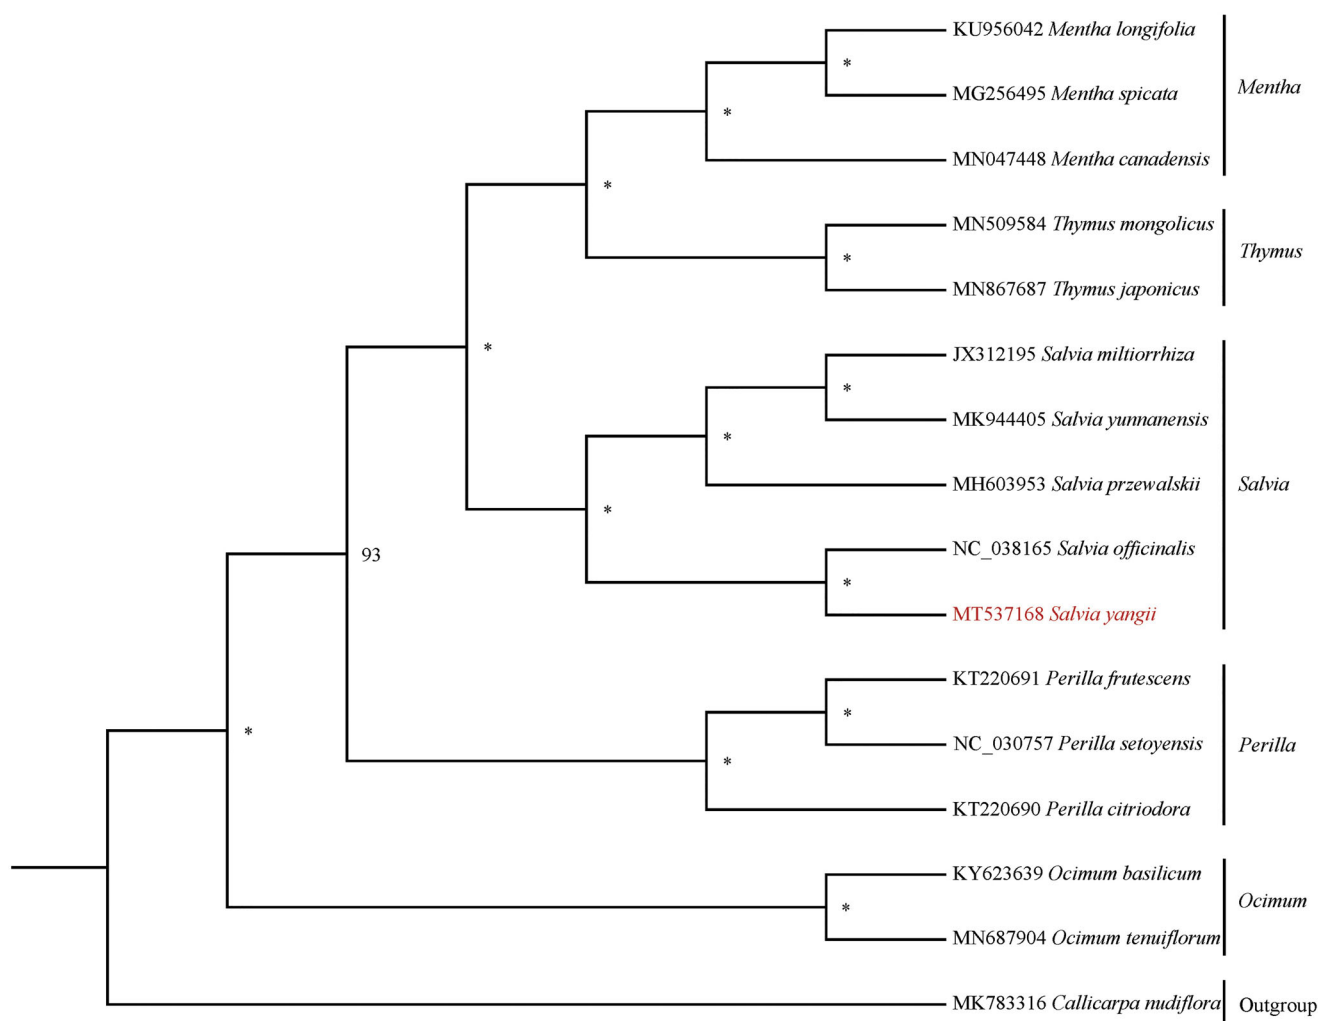 KU956042 Mentha longifolia
*
MG256495 Mentha spicata
Mentha
*
MN047448 Mentha canadensis
*
MN509584 Thymus mongolicus
*
Thymus
MN867687 Thymus japonicus
*
JX312195 Salvia miltiorrhiza
*
MK944405 Salvia yunnanensis
*
MH603953 Salvia przewalskii
Salvia
*
NC_038165 Salvia officinalis
93
*
MT537168 Salvia yangii
KT220691 Perilla frutescens
*
*
NC_030757 Perilla setoyensis
Perilla
*
KT220690 Perilla citriodora
KY623639 Ocimum basilicum
*
Ocimum
MN687904 Ocimum tenuiflorum
MK783316 Callicarpa nudiflora
Outgroup